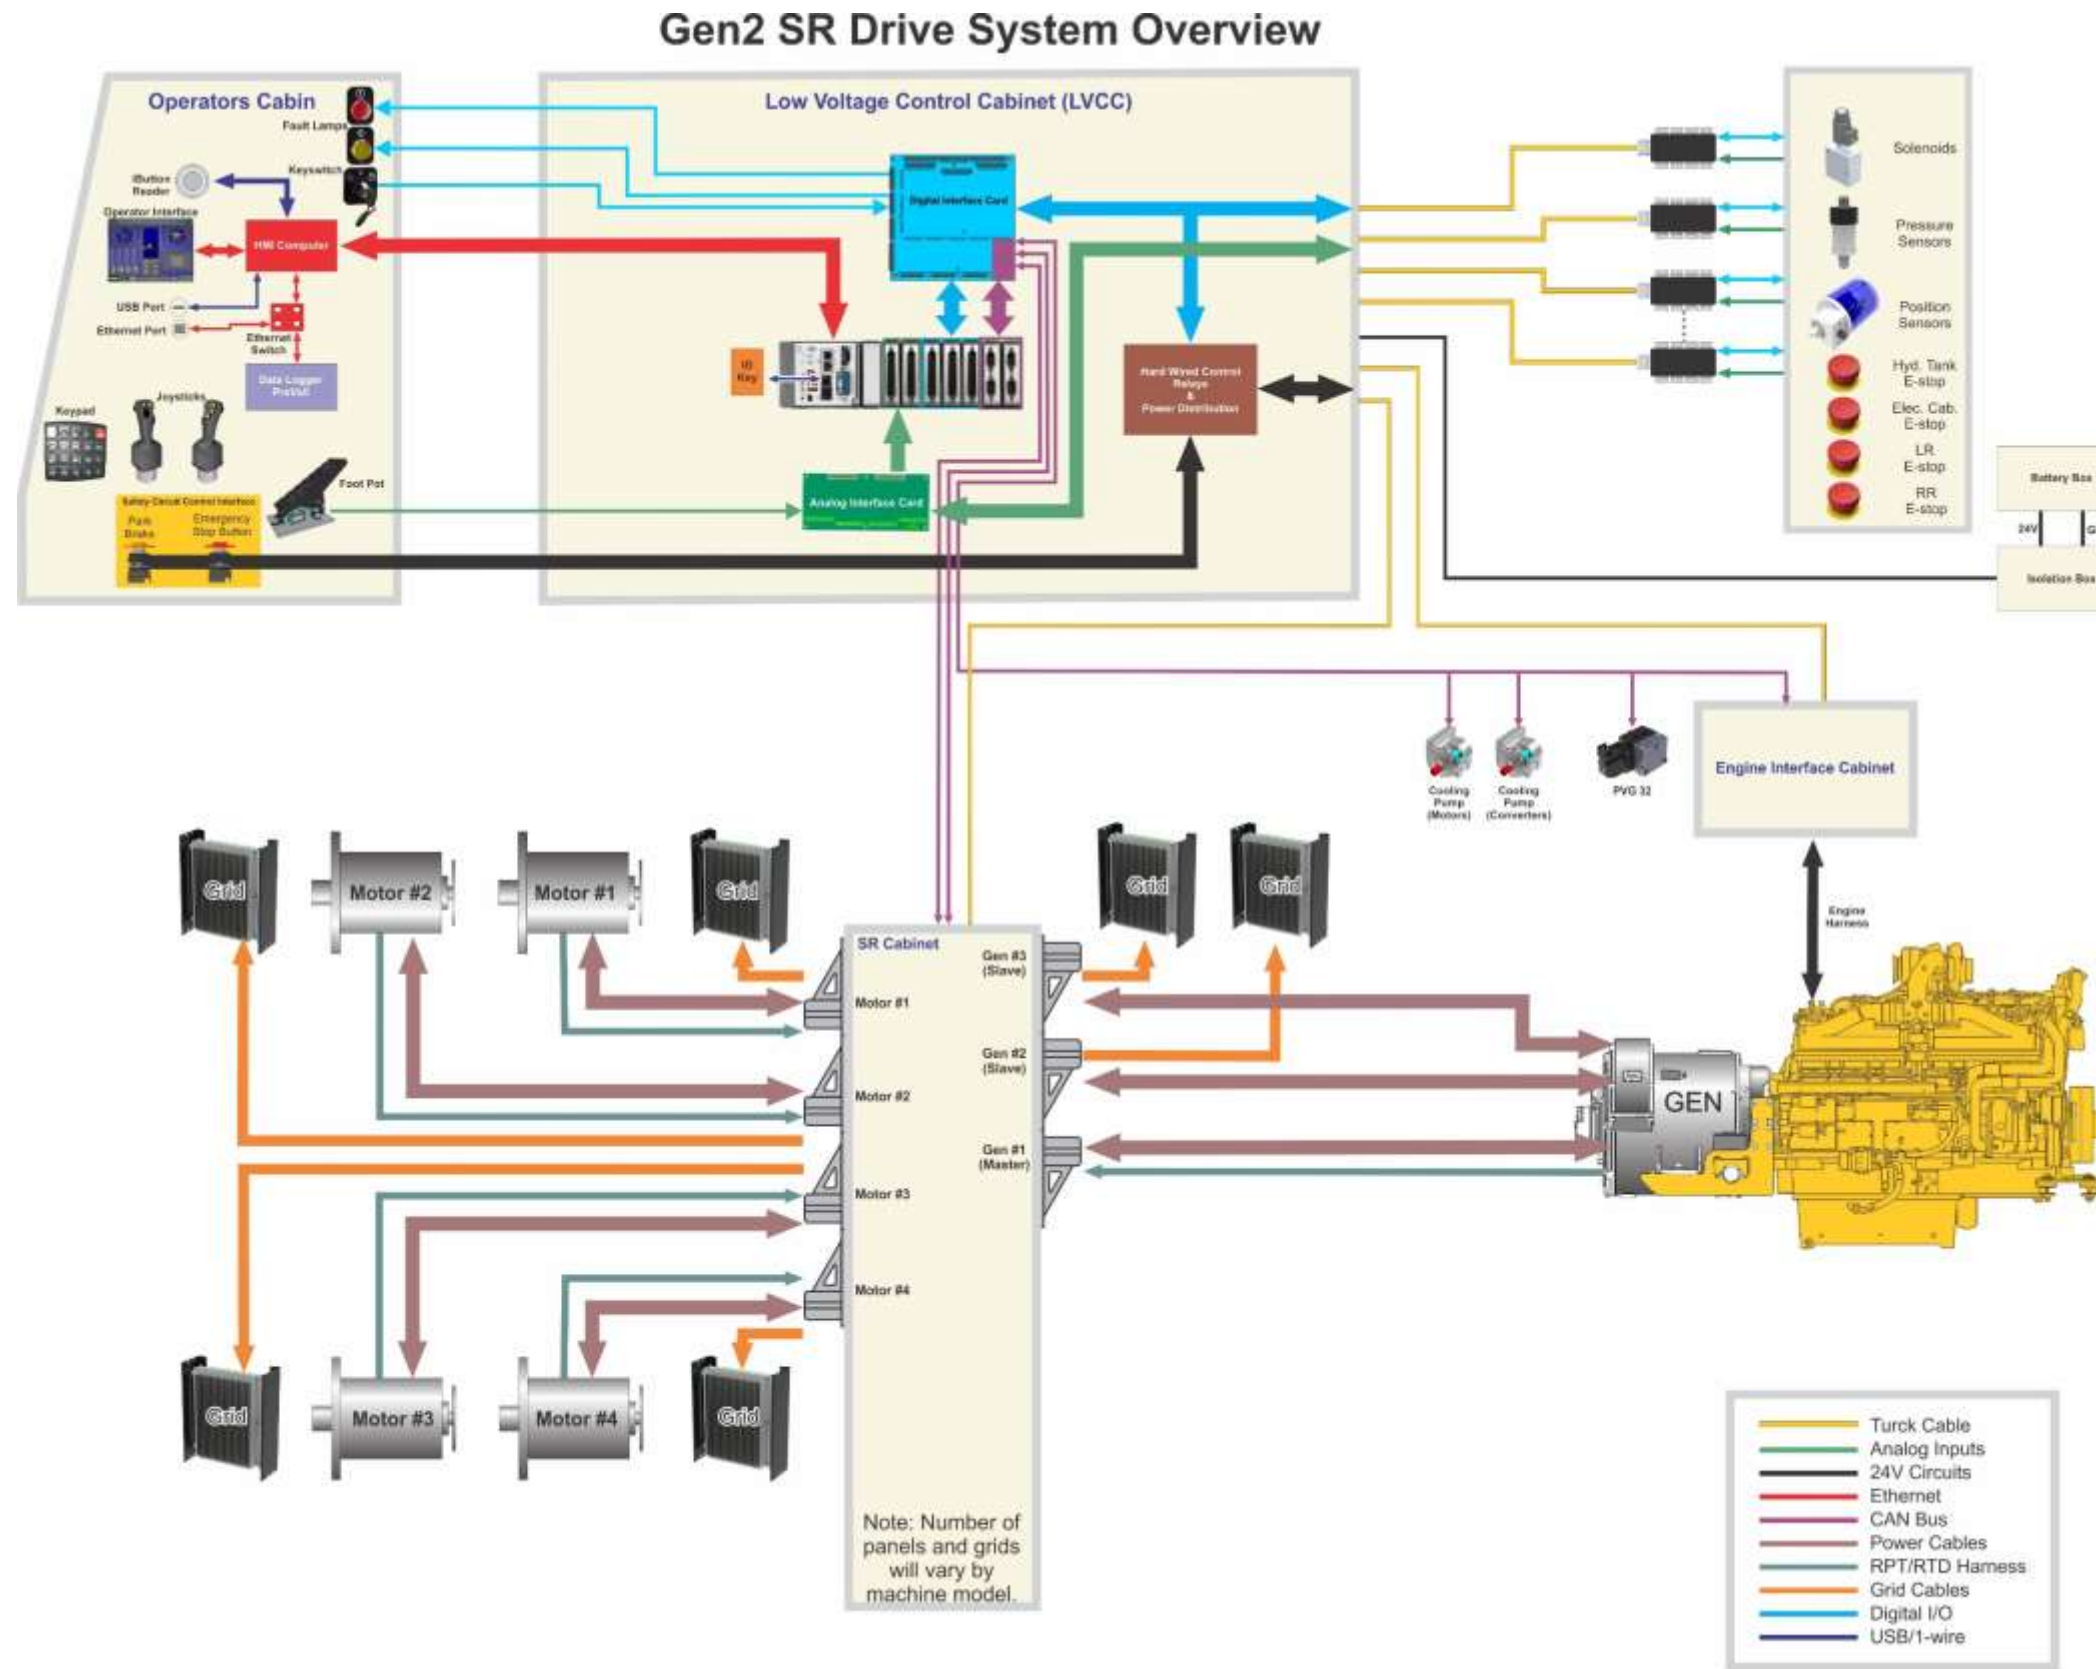 Gen2 SR Drive System Overview
Operators Cabin
Fault Lamps
Keyswitch
IButton
Reader
Operator Interface
HMI Computer
USB Port
Ethernet Port
Ethernet
Switch
Data Logger
Keypad
Joysticks
Foot Pot
Safety Circuit Control Interface
Park
Brake
Emergency
Stop Button
Low Voltage Control Cabinet (LVCC)
Digital Interface Card
Key
Hard Wired Control
Relays
&
Power Distribution
Analog Interface Card
Solenoids
Pressure
Sensors
Position
Sensors
Hyd. Tank
E-stop
Elec. Cab.
E-stop
LR
E-stop
RR
E-stop
Battery Box
24V
G
Isolation Box
Cooling
Pump
(Motors)
Cooling
Pump
(Converters)
PVG 32
Engine Interface Cabinet
Engine
Harness
Grid
Motor #2
Motor #1
Grid
Grid
Grid
SR Cabinet
Gen #3
(Slave)
Motor #1
Gen #2
(Slave)
Motor #2
Gen #1
(Master)
Motor #3
Motor #4
GEN
Grid
Motor #3
Motor #4
Grid
Note: Number of
panels and grids
will vary by
machine model.
Turck Cable
Analog Inputs
24V Circuits
Ethernet
CAN Bus
Power Cables
RPT/RTD Harness
Grid Cables
Digital I/O
USB/1-wire